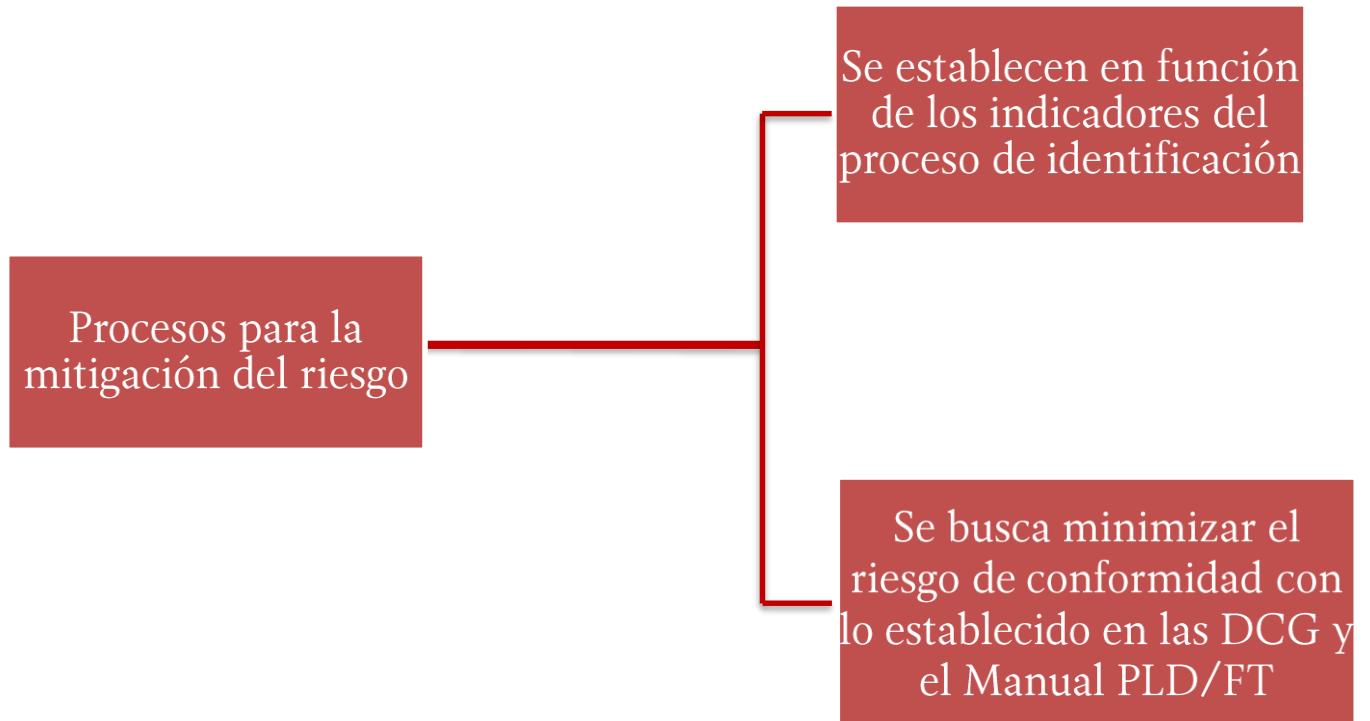 Se establecen en función
de los indicadores del
proceso de identificación
Procesos para la
mitigación del riesgo
Se busca minimizar el
riesgo de conformidad con
lo establecido en las DCG y
el Manual PLD/FT